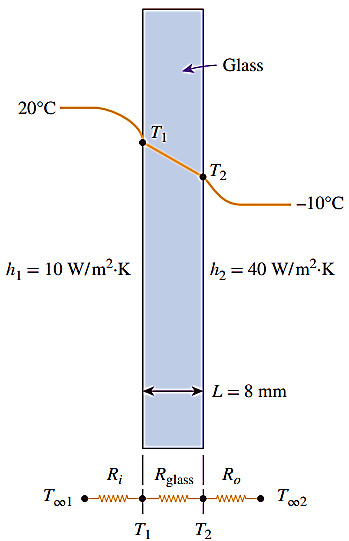 Glass
20°C
T₁
T₂
−10°C
h₁ = 10 W/m²·K
h₂ = 40 W/m²·K
L = 8 mm
Rᵢ R_glass Rₒ
T∞1 T∞2
T₁ T₂